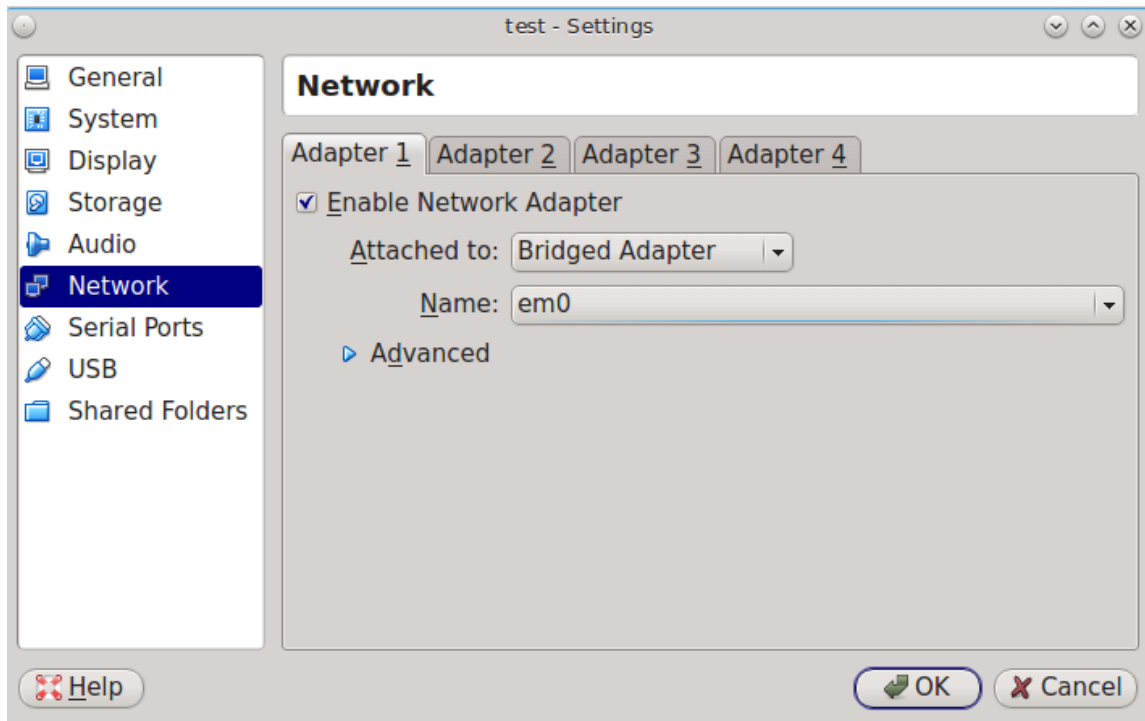 test - Settings
General
System
Display
Storage
Audio
Network
Serial Ports
USB
Shared Folders
Network
Adapter 1 Adapter 2 Adapter 3 Adapter 4
Enable Network Adapter
Attached to: Bridged Adapter
Name: em0
Advanced
Help OK Cancel